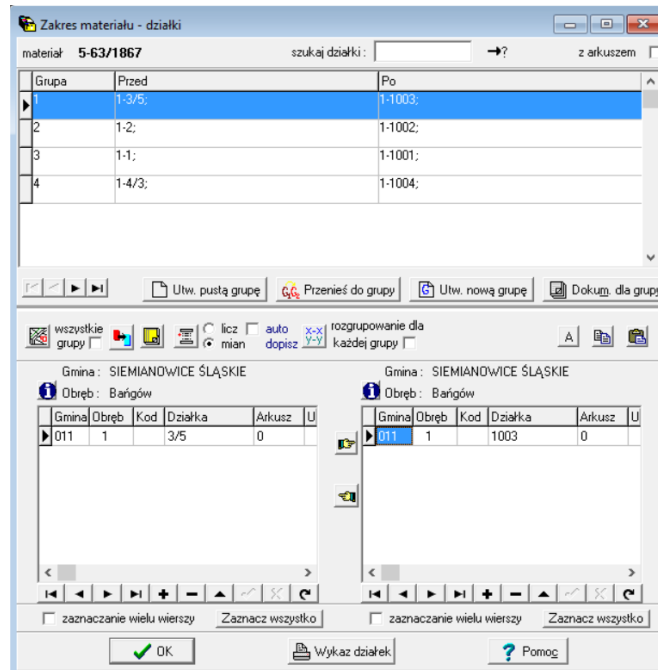 Zakres materiału - działki
materiał 5-63/1867 szukaj działki : ? z arkuszem
Grupa Przed Po
1 1-3/5; 1-1003;
2 1-2; 1-1002;
3 1-1; 1-1001;
4 1-4/3; 1-1004;
Utw. pustą grupę Przenieś do grupy Utw. nową grupę Dokum. dla grupy
wszystkie grupy licz mian auto dopisz X-X Y-Y rozgrupowanie dla każdej grupy A
Gmina : SIEMIANOWICE ŚLĄSKIE Gmina : SIEMIANOWICE ŚLĄSKIE
Obręb : Bańgów Obręb : Bańgów
Gmina Obręb Kod Działka Arkusz U Gmina Obręb Kod Działka Arkusz U
011 1 3/5 0 011 1 1003 0
zaznaczanie wielu wierszy Zaznacz wszystko zaznaczanie wielu wierszy Zaznacz wszystko
OK Wykaz działek ? Pomoc